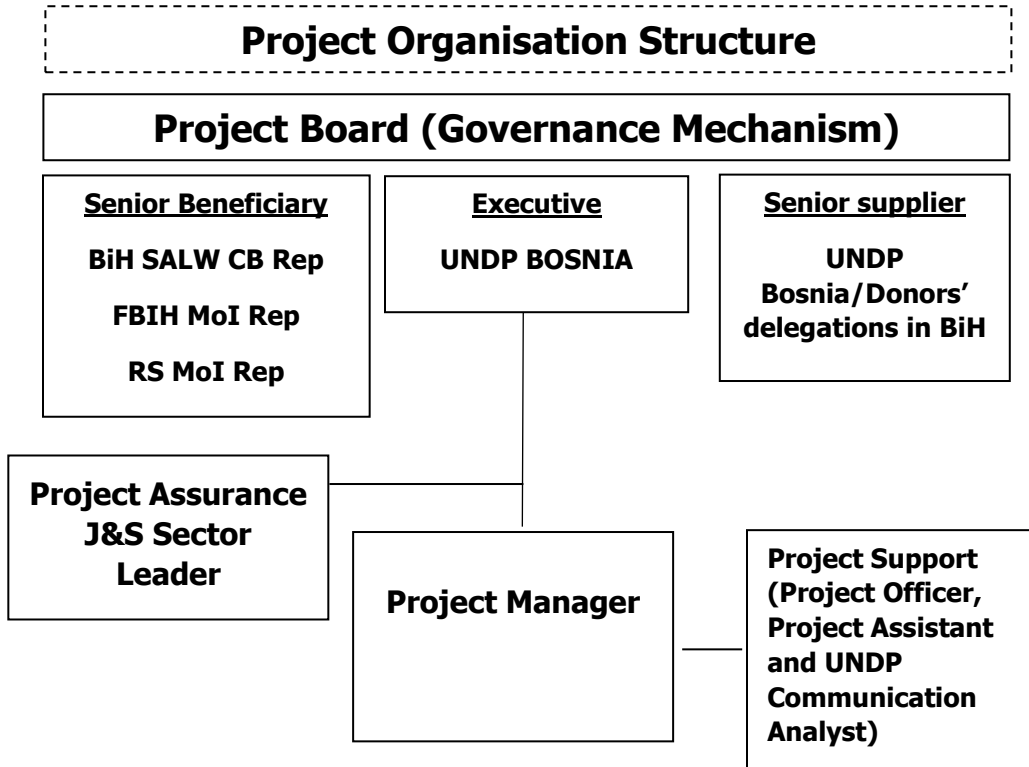 Project Organisation Structure
Project Board (Governance Mechanism)
Senior Beneficiary
BiH SALW CB Rep
FBIH MoI Rep
RS MoI Rep
Executive
UNDP BOSNIA
Senior supplier
UNDP
Bosnia/Donors’
delegations in BiH
Project Assurance
J&S Sector
Leader
Project Manager
Project Support
(Project Officer,
Project Assistant
and UNDP
Communication
Analyst)